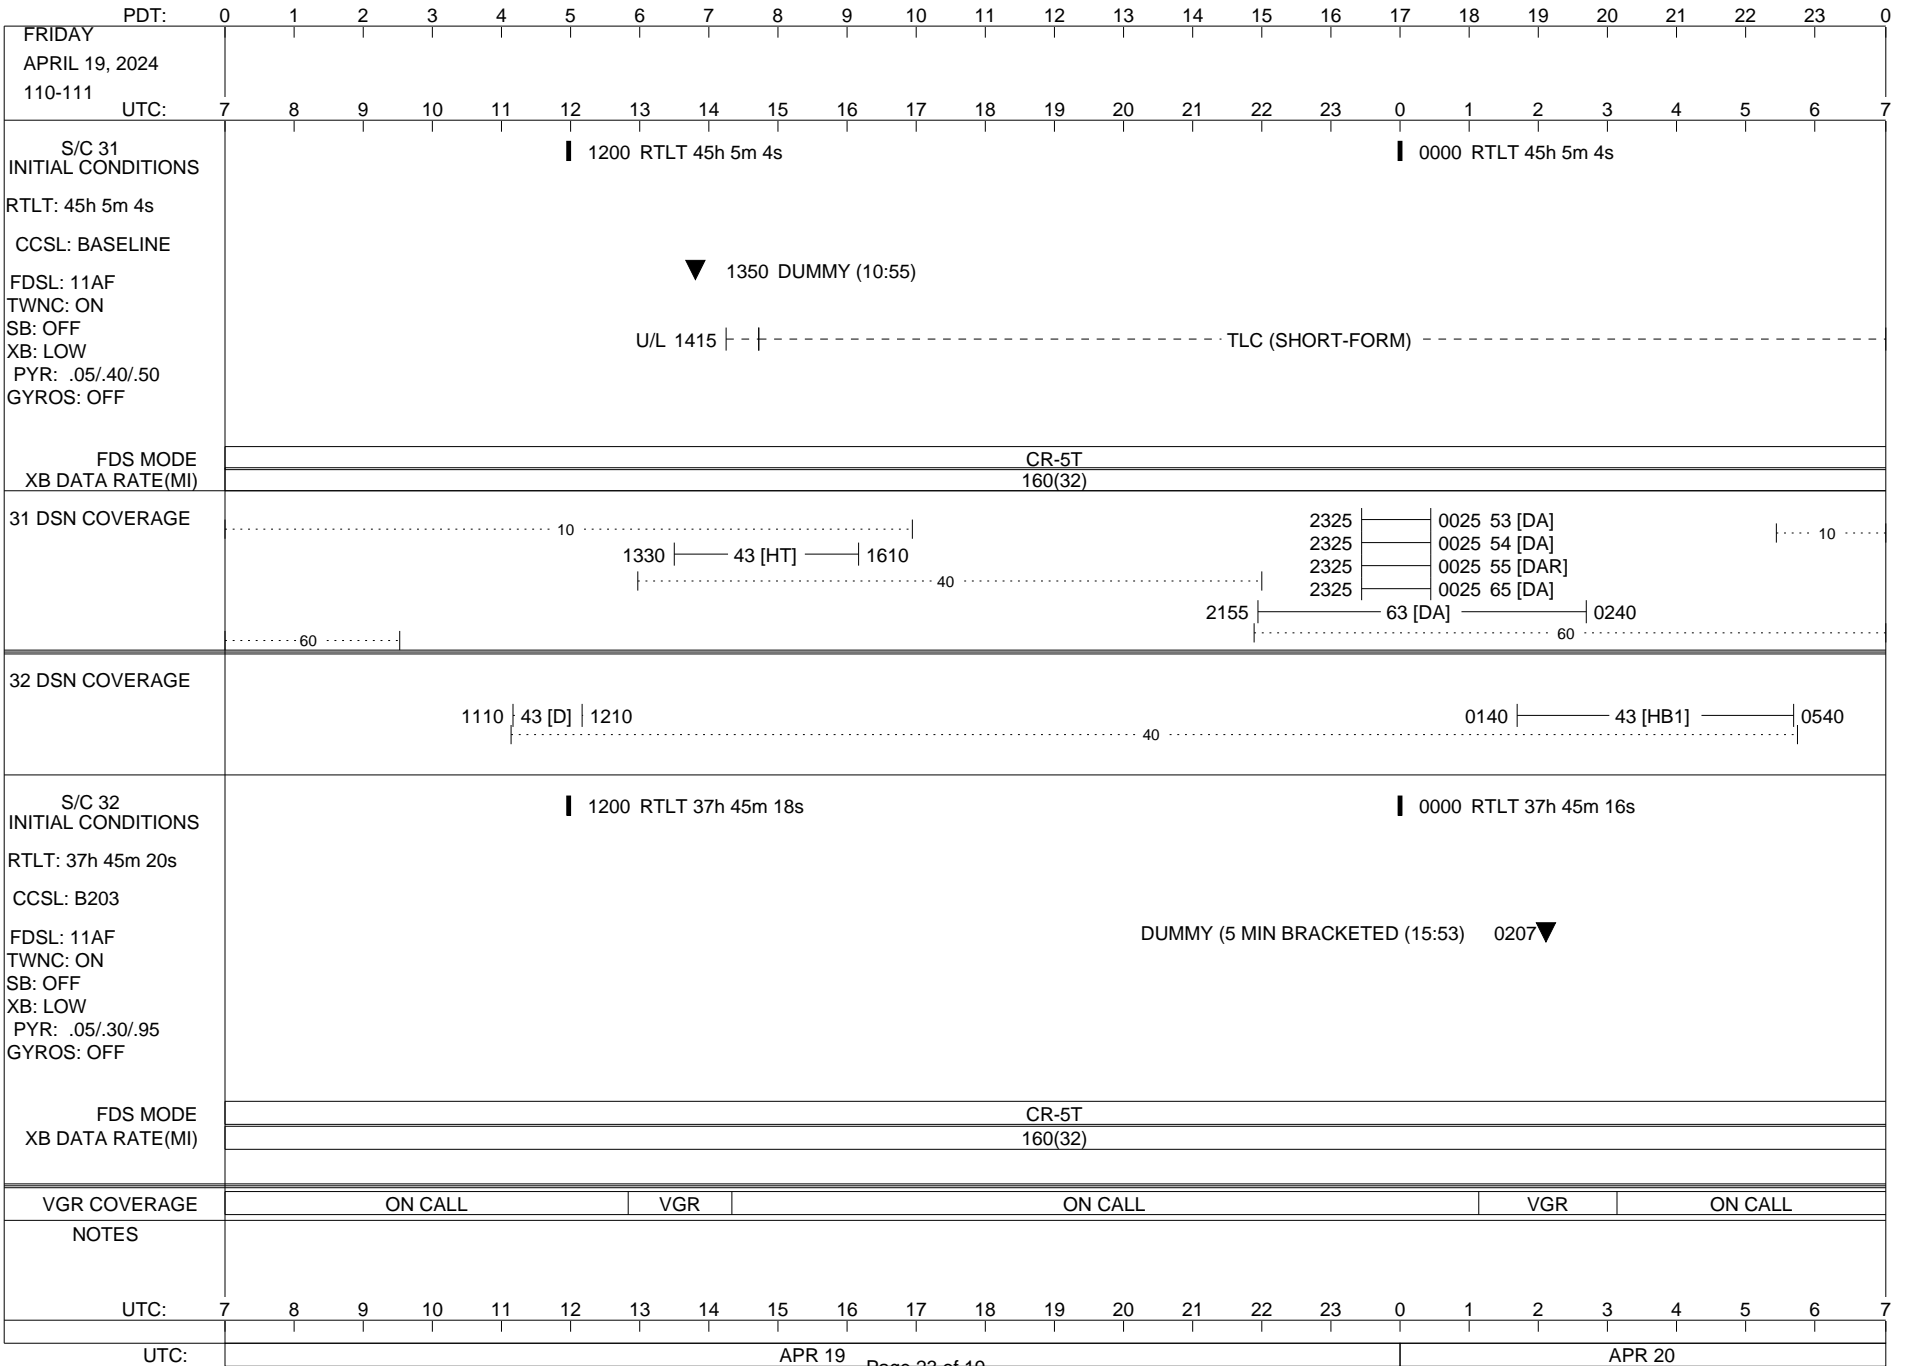 PDT: 0 1 2 3 4 5 6 7 8 9 10 11 12 13 14 15 16 17 18 19 20 21 22 23 0
FRIDAY
APRIL 19, 2024
110-111
UTC: 7 8 9 10 11 12 13 14 15 16 17 18 19 20 21 22 23 0 1 2 3 4 5 6 7
S/C 31
INITIAL CONDITIONS
1200 RTLT 45h 5m 4s
0000 RTLT 45h 5m 4s
RTLT: 45h 5m 4s
CCSL: BASELINE
1350 DUMMY (10:55)
FDSL: 11AF
TWNC: ON
SB: OFF
U/L 1415
TLC (SHORT-FORM)
XB: LOW
PYR: .05/.40/.50
GYROS: OFF
FDS MODE CR-5T
XB DATA RATE(MI) 160(32)
31 DSN COVERAGE
10
2325 0025 53 [DA]
10
2325 0025 54 [DA]
1330 43 [HT] 1610
2325 0025 55 [DAR]
40
2325 0025 65 [DA]
2155 63 [DA] 0240
60
60
32 DSN COVERAGE
1110 43 [D] 1210
0140 43 [HB1] 0540
40
S/C 32
INITIAL CONDITIONS
1200 RTLT 37h 45m 18s
0000 RTLT 37h 45m 16s
RTLT: 37h 45m 20s
CCSL: B203
DUMMY (5 MIN BRACKETED (15:53) 0207
FDSL: 11AF
TWNC: ON
SB: OFF
XB: LOW
PYR: .05/.30/.95
GYROS: OFF
FDS MODE CR-5T
XB DATA RATE(MI) 160(32)
VGR COVERAGE ON CALL VGR ON CALL VGR ON CALL
NOTES
UTC: 7 8 9 10 11 12 13 14 15 16 17 18 19 20 21 22 23 0 1 2 3 4 5 6 7
UTC: APR 19 APR 20
Page 23 of 19